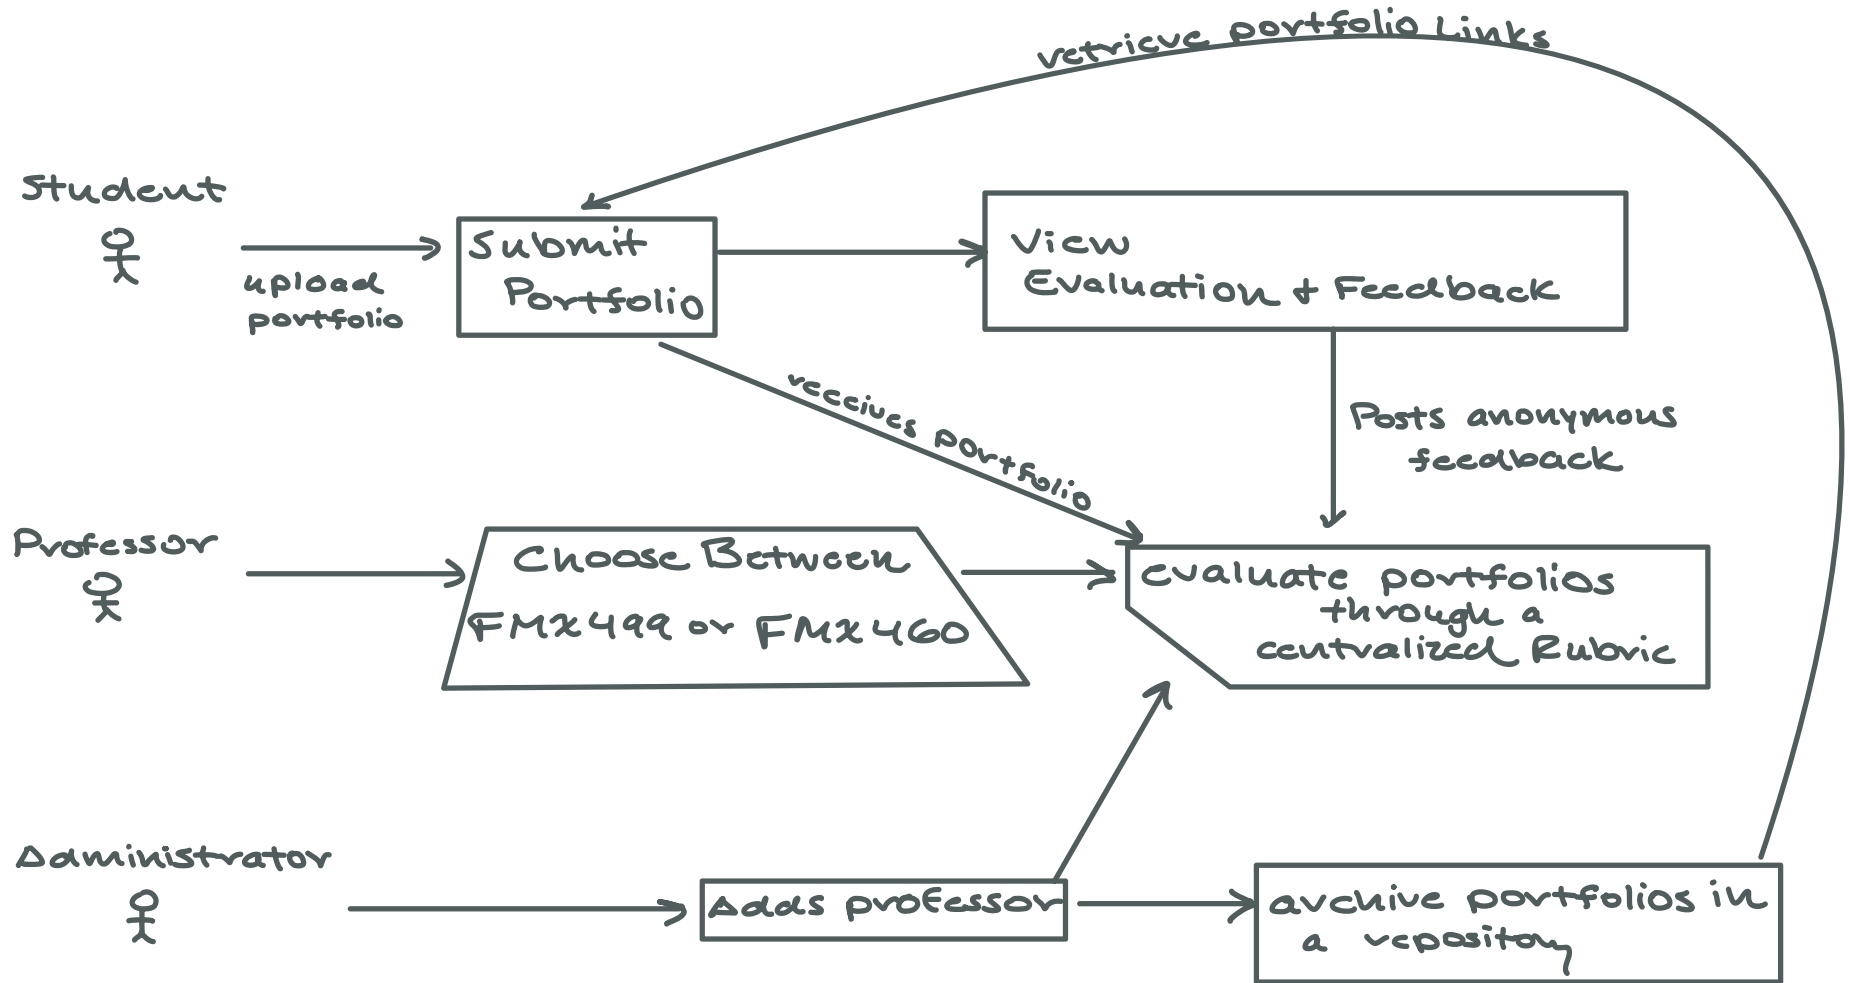 retrieve portfolio Links
Student
Submit
Portfolio
upload
portfolio
View
Evaluation + Feedback
receives portfolio
Posts anonymous
feedback
Professor
Choose Between
FMX499 or FMX460
evaluate portfolios
through a
centralized Rubric
Administrator
Adds professor
archive portfolios in
a repository